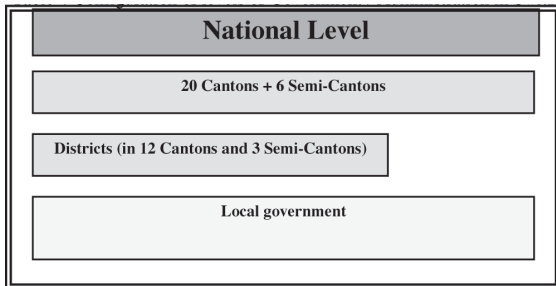 National Level
20 Cantons + 6 Semi-Cantons
Districts (in 12 Cantons and 3 Semi-Cantons)
Local government